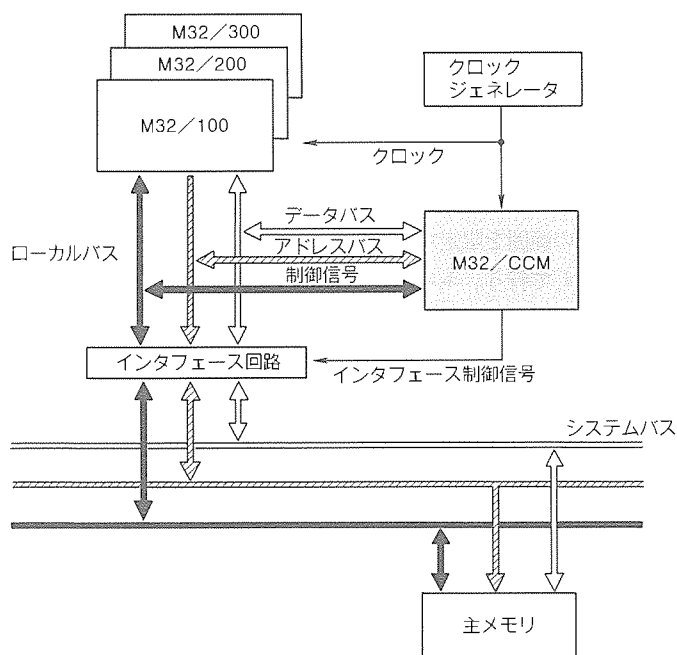 M32／300
M32／200
M32／100
クロック
ジェネレータ
クロック
データバス
アドレスバス
制御信号
ローカルバス
M32／CCM
インタフェース回路
インタフェース制御信号
システムバス
主メモリ